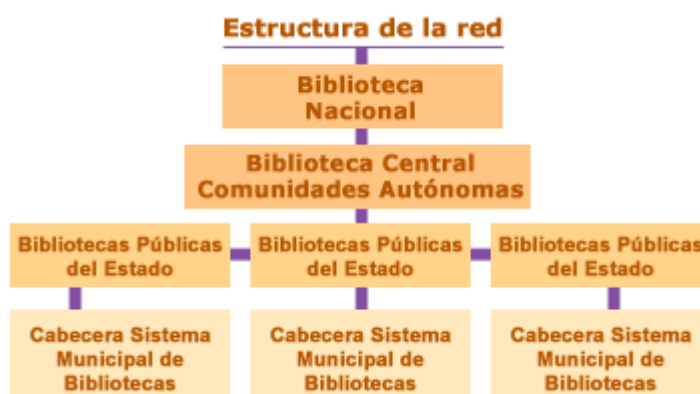 Estructura de la red
Biblioteca
Nacional
Biblioteca Central
Comunidades Autónomas
Bibliotecas Públicas
del Estado
Bibliotecas Públicas
del Estado
Bibliotecas Públicas
del Estado
Cabecera Sistema
Municipal de
Bibliotecas
Cabecera Sistema
Municipal de
Bibliotecas
Cabecera Sistema
Municipal de
Bibliotecas